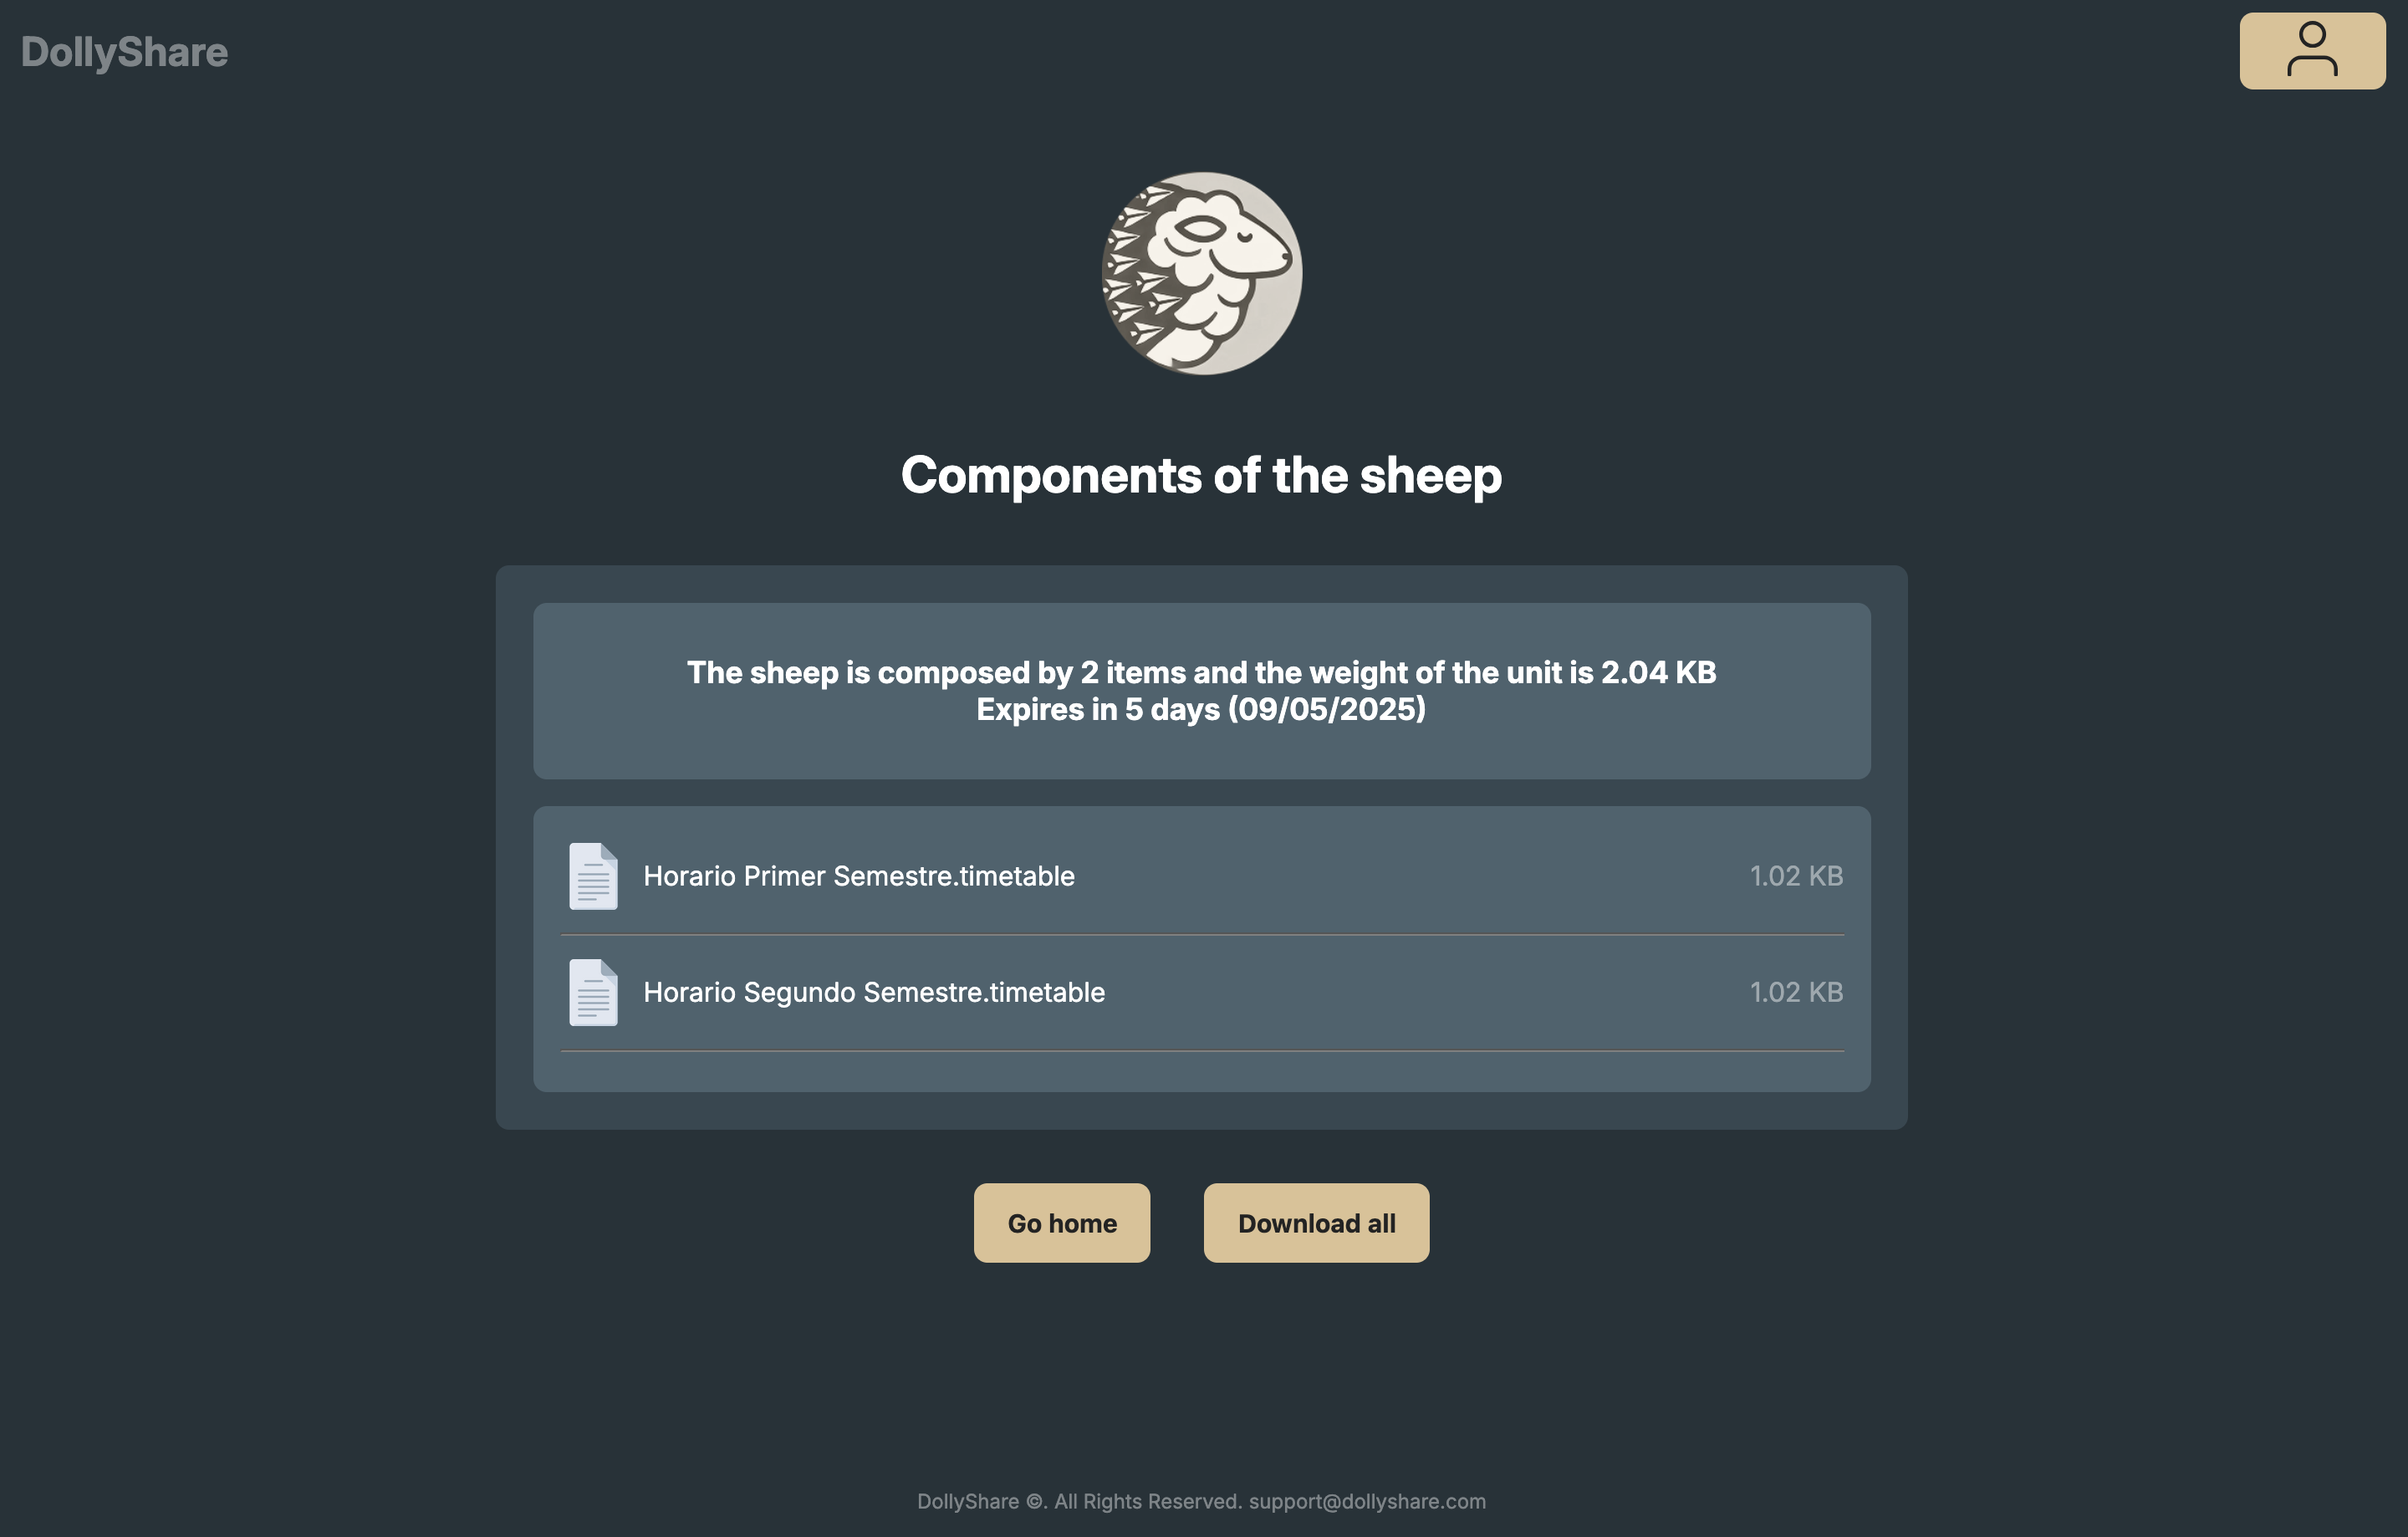 DollyShare
Components of the sheep
The sheep is composed by 2 items and the weight of the unit is 2.04 KB
Expires in 5 days (09/05/2025)
Horario Primer Semestre.timetable 1.02 KB
Horario Segundo Semestre.timetable 1.02 KB
Go home Download all
DollyShare ©. All Rights Reserved. support@dollyshare.com